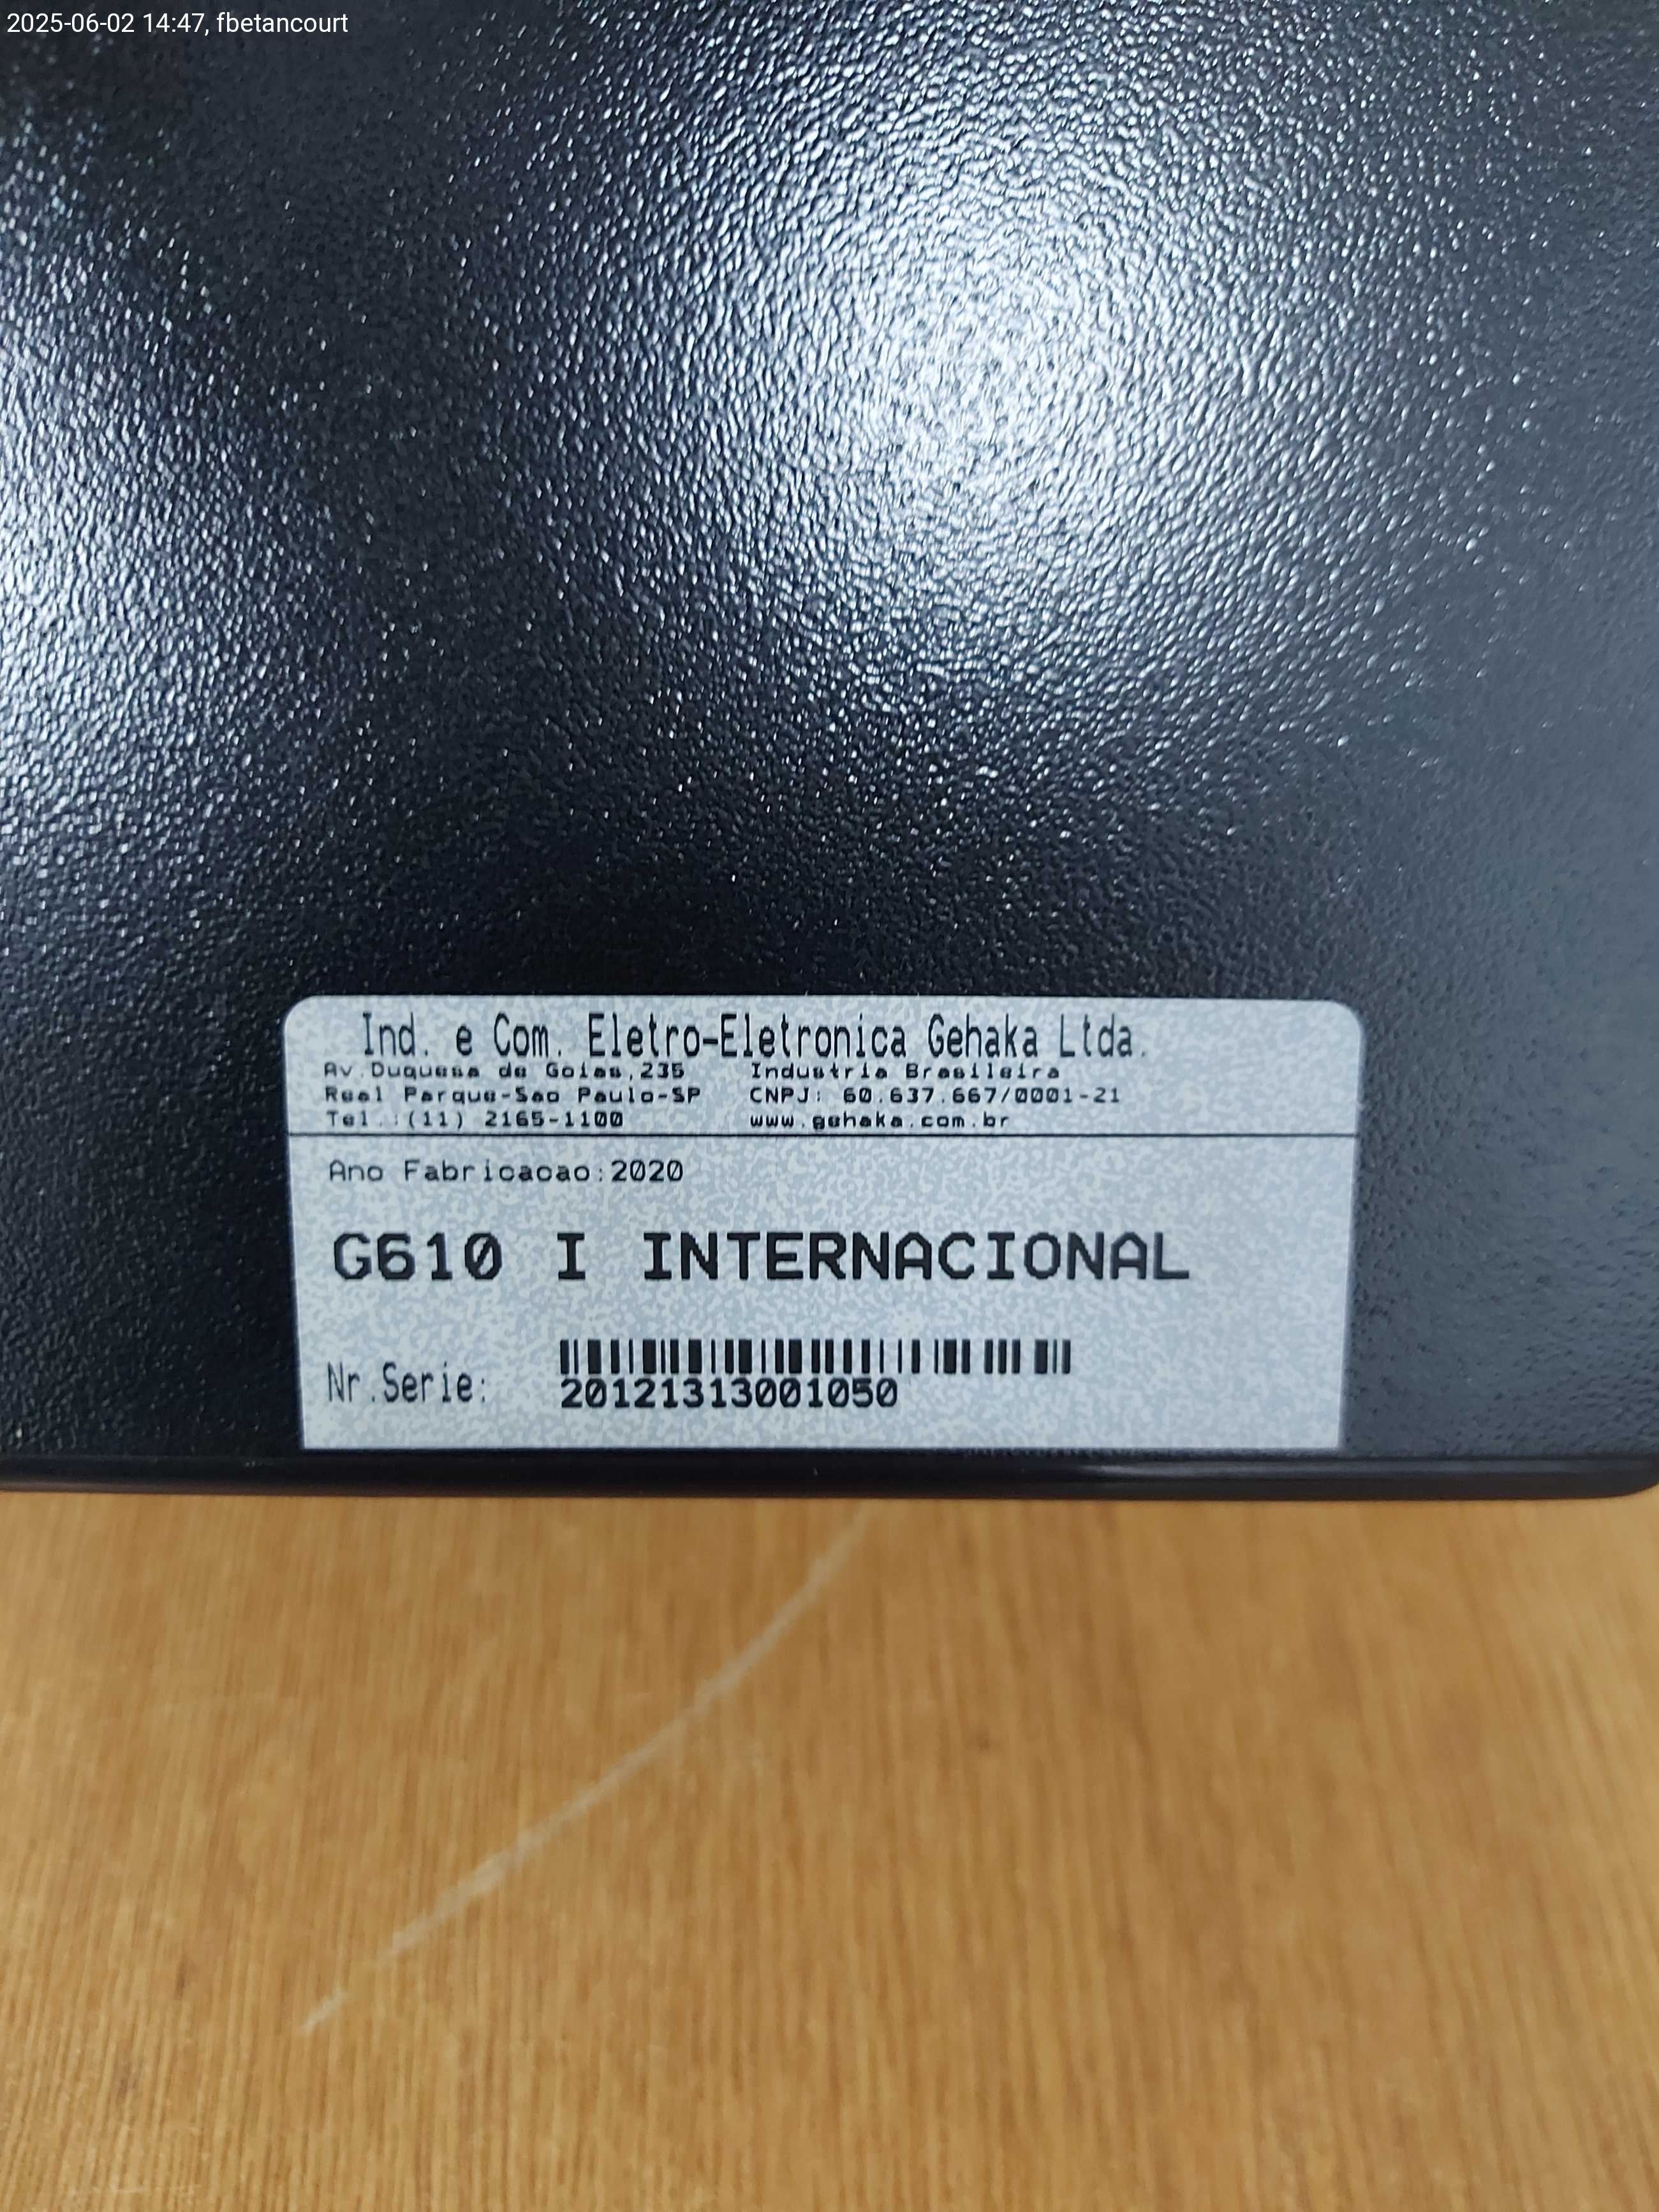 2025-06-02 14:47, fbetancourt
Ind. e Com. Eletro-Eletronica Gehaka Ltda.
Av.Duquesa de Goias,235 Industria Brasileira
Real Parque-Sao Paulo-SP CNPJ: 60.637.667/0001-21
Tel.:(11) 2165-1100 www.gehaka.com.br
Ano Fabricacao:2020
G610 I INTERNACIONAL
Nr.Serie: 20121313001050